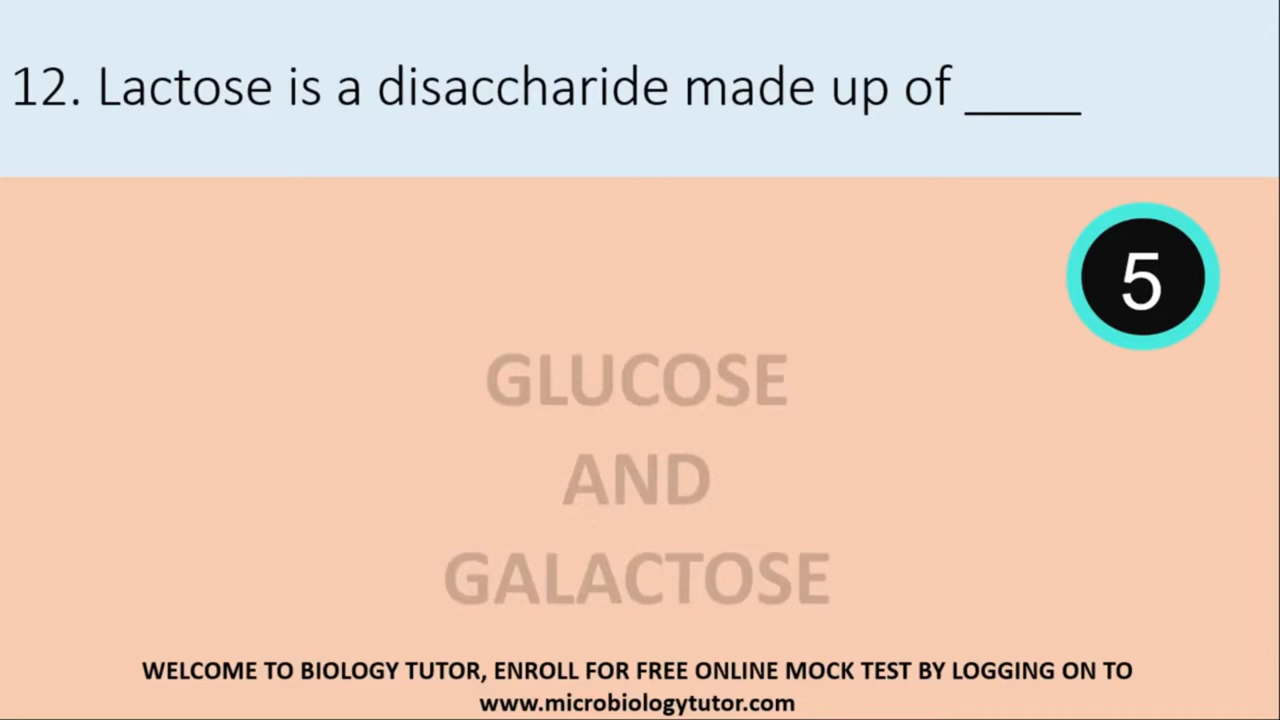 12. Lactose is a disaccharide made up of ____
5
GLUCOSE
AND
GALACTOSE
WELCOME TO BIOLOGY TUTOR, ENROLL FOR FREE ONLINE MOCK TEST BY LOGGING ON TO
www.microbiologytutor.com